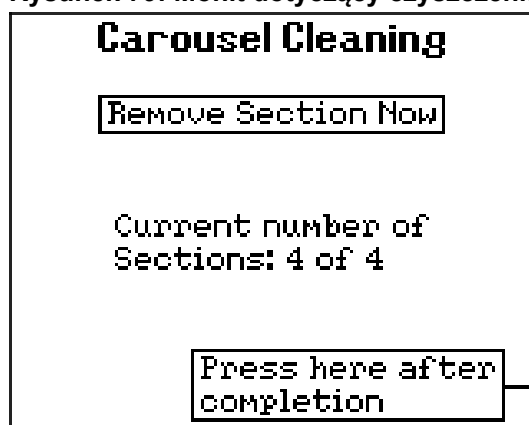 Carousel Cleaning
Remove Section Now
Current number of
Sections: 4 of 4
Press here after
completion